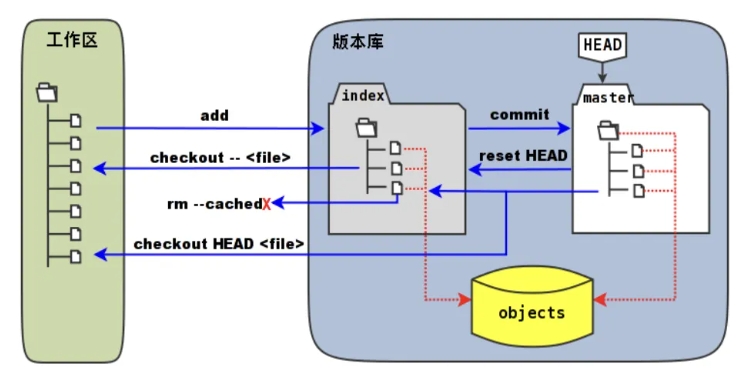 工作区
版本库
HEAD
index
master
add
commit
checkout -- <file>
reset HEAD
rm --cachedX
checkout HEAD <file>
objects